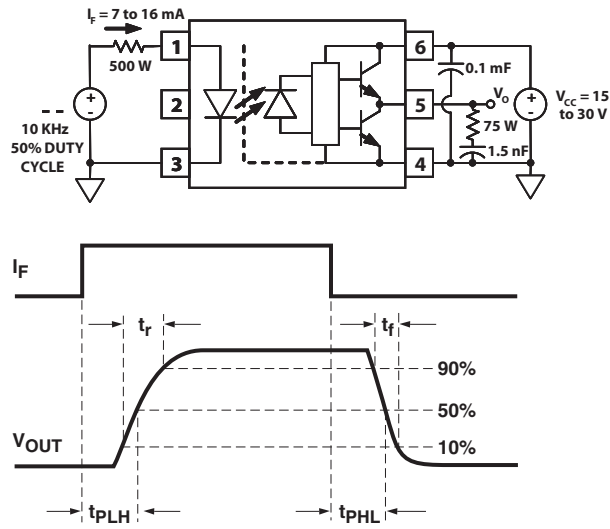 I_F = 7 to 16 mA
500 W
1
2
3
6
5
4
0.1 mF
V_O
75 W
1.5 nF
V_CC = 15
to 30 V
10 KHz
50% DUTY
CYCLE
I_F
t_r
t_f
90%
50%
10%
V_OUT
t_PLH
t_PHL